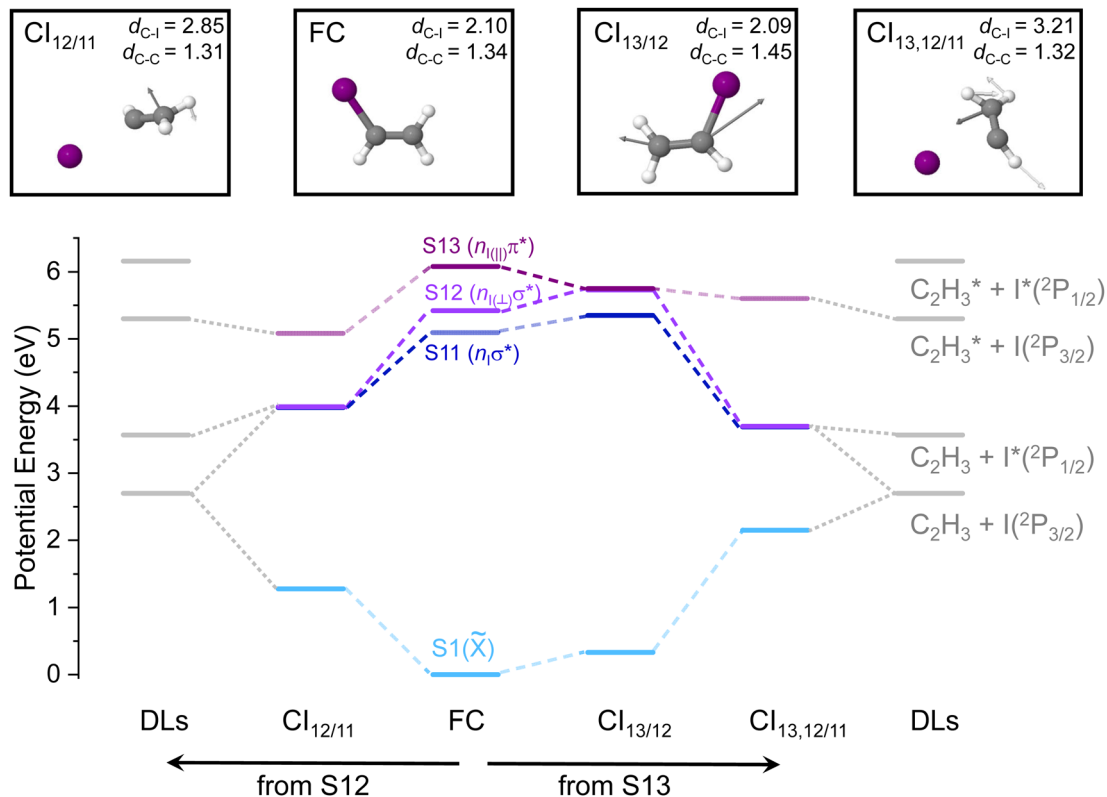 CI12/11
dC-I = 2.85
dC-C = 1.31
FC
dC-I = 2.10
dC-C = 1.34
CI13/12
dC-I = 2.09
dC-C = 1.45
CI13,12/11
dC-I = 3.21
dC-C = 1.32
Potential Energy (eV)
6
5
4
3
2
1
0
S13 (nI(||)π*)
S12 (nI(⊥)σ*)
S11 (nIσ*)
S1(X̃)
C2H3* + I*(2P1/2)
C2H3* + I(2P3/2)
C2H3 + I*(2P1/2)
C2H3 + I(2P3/2)
DLs
CI12/11
FC
CI13/12
CI13,12/11
DLs
from S12
from S13